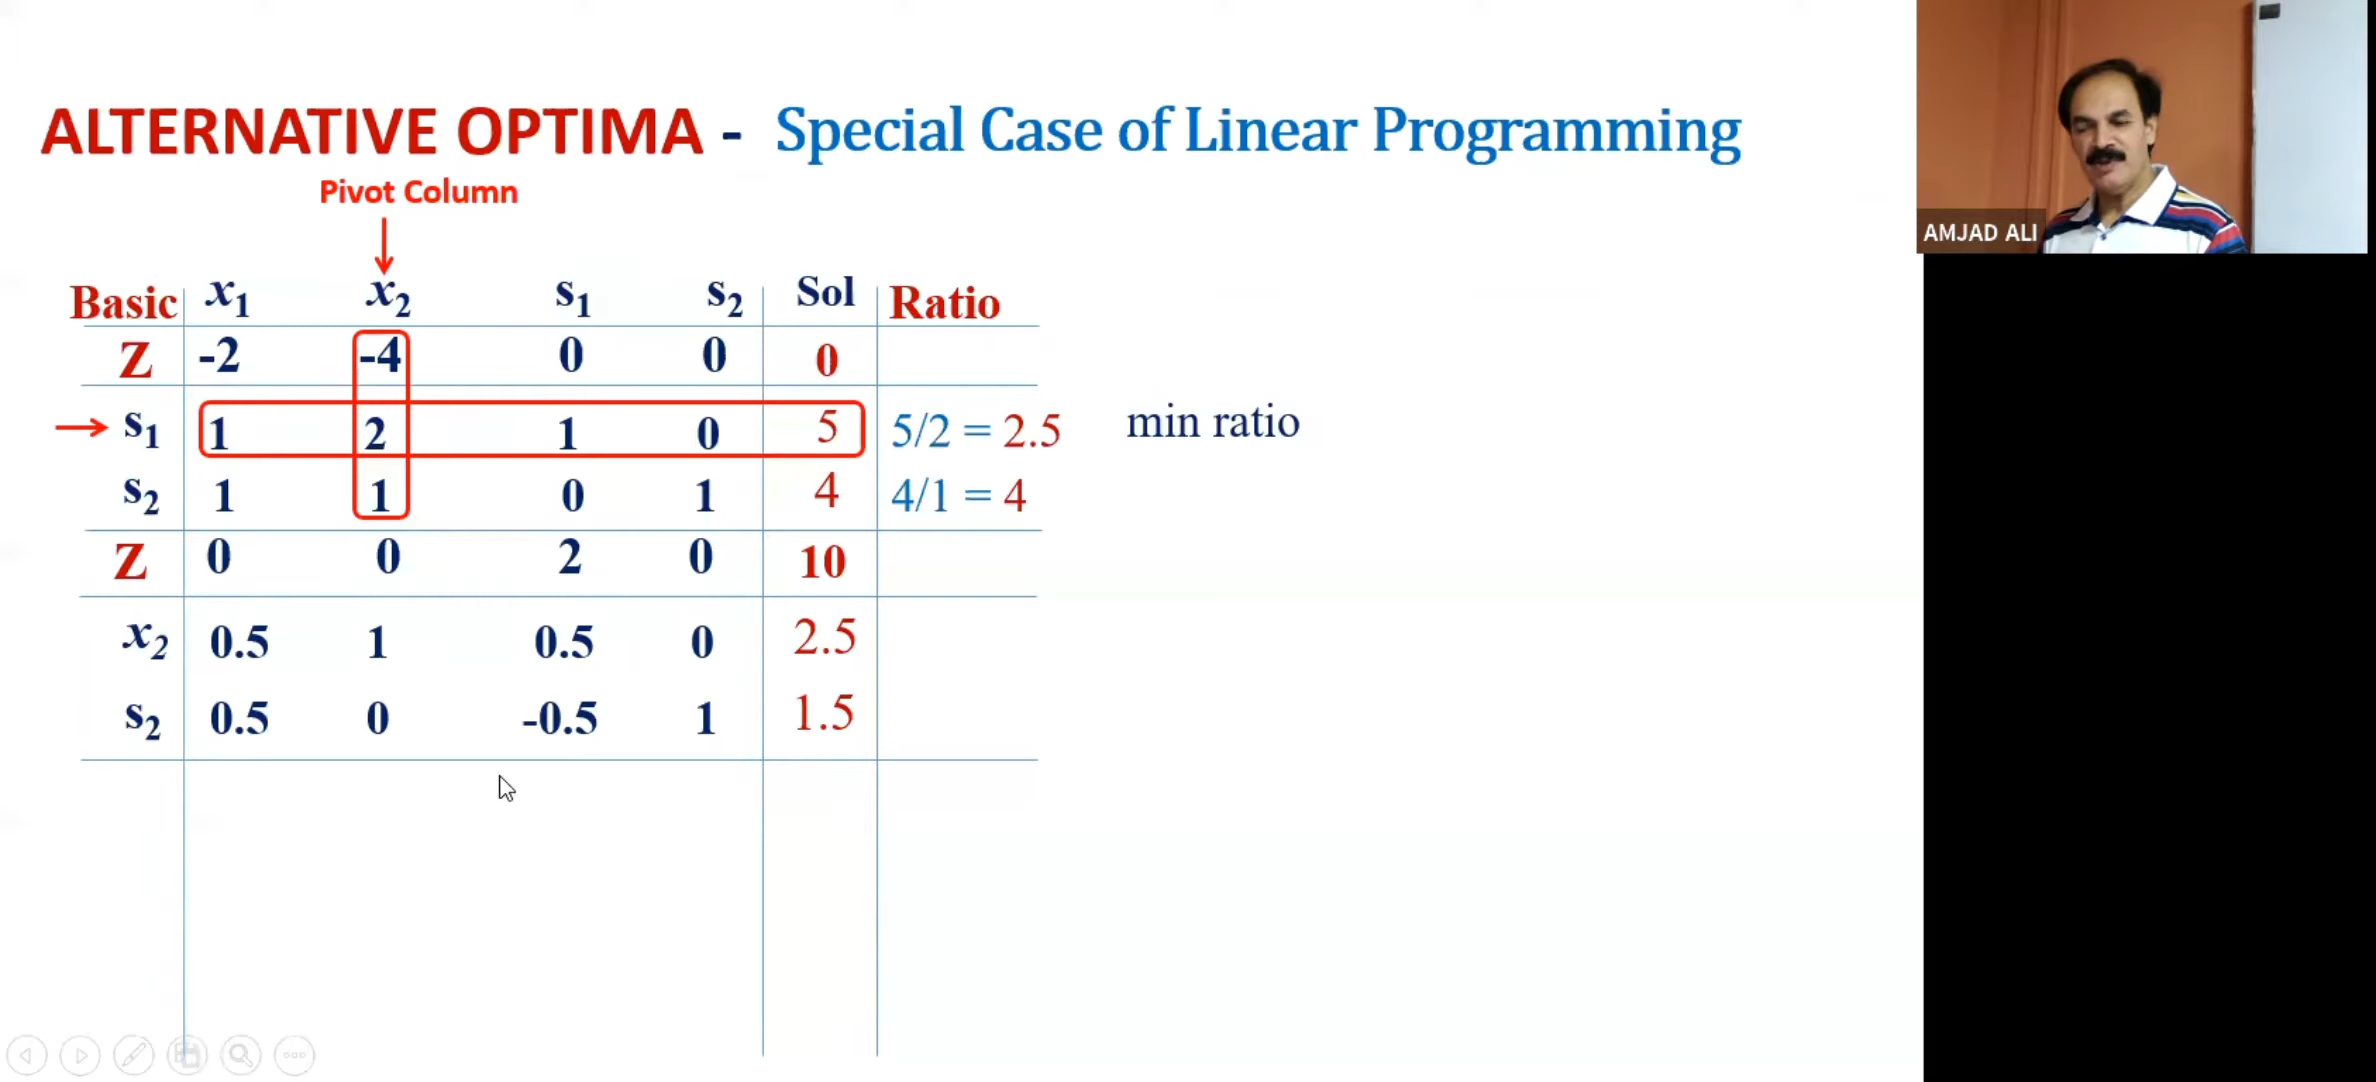 ALTERNATIVE OPTIMA - Special Case of Linear Programming
Pivot Column
AMJAD ALI
Basic x₁ x₂ s₁ s₂ Sol Ratio
Z -2 -4 0 0 0
s₁ 1 2 1 0 5 5/2 = 2.5 min ratio
s₂ 1 1 0 1 4 4/1 = 4
Z 0 0 2 0 10
x₂ 0.5 1 0.5 0 2.5
s₂ 0.5 0 -0.5 1 1.5